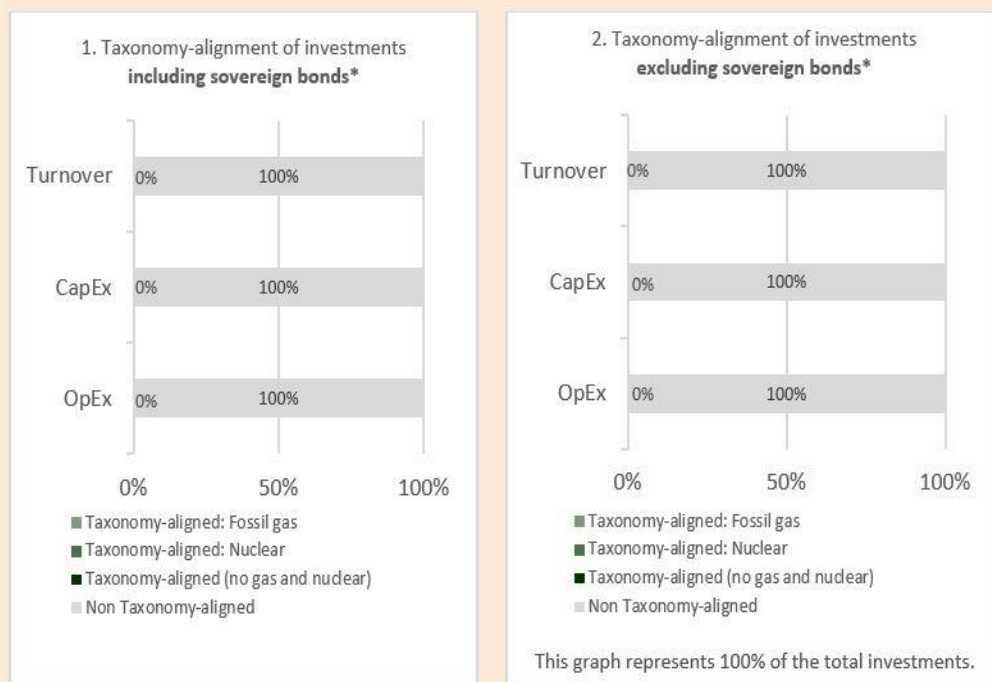 1. Taxonomy-alignment of investments
including sovereign bonds*
Turnover 0% 100%
CapEx 0% 100%
OpEx 0% 100%
0% 50% 100%
Taxonomy-aligned: Fossil gas
Taxonomy-aligned: Nuclear
Taxonomy-aligned (no gas and nuclear)
Non Taxonomy-aligned
2. Taxonomy-alignment of investments
excluding sovereign bonds*
Turnover 0% 100%
CapEx 0% 100%
OpEx 0% 100%
0% 50% 100%
Taxonomy-aligned: Fossil gas
Taxonomy-aligned: Nuclear
Taxonomy-aligned (no gas and nuclear)
Non Taxonomy-aligned
This graph represents 100% of the total investments.